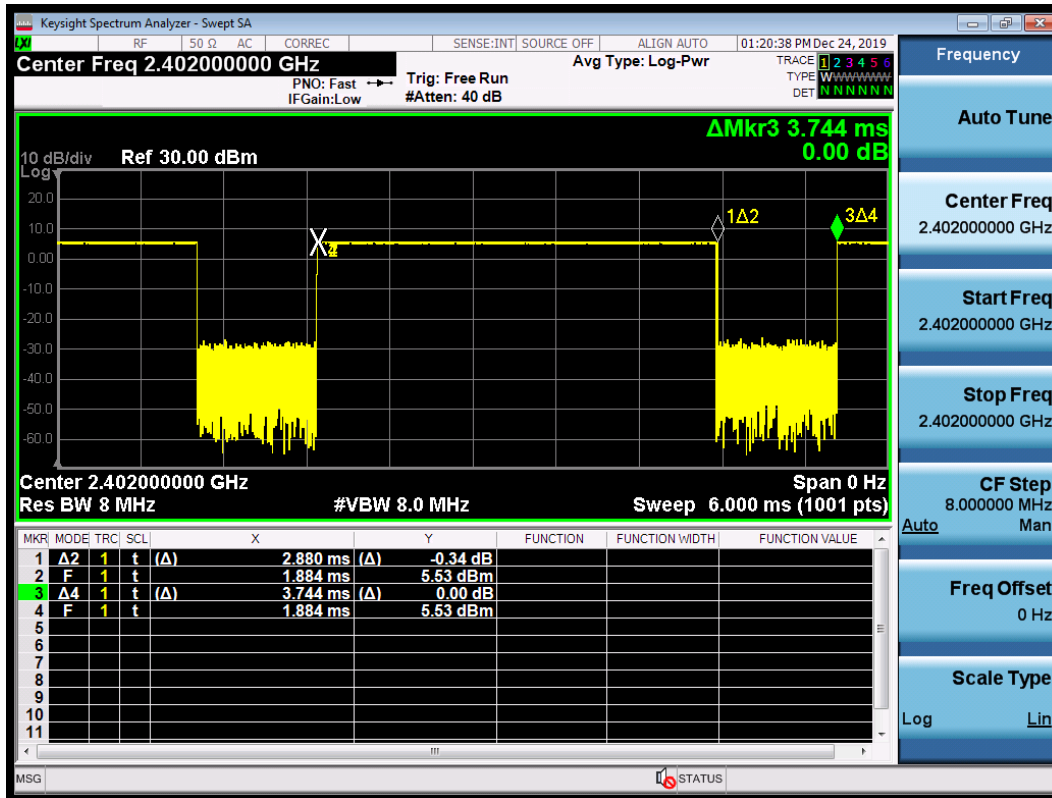 Keysight Spectrum Analyzer - Swept SA
LXI RF 50 Ω AC CORREC SENSE:INT SOURCE OFF ALIGN AUTO 01:20:38 PM Dec 24, 2019
Center Freq 2.402000000 GHz Avg Type: Log-Pwr TRACE 1 2 3 4 5 6
PNO: Fast Trig: Free Run TYPE WWWWWW
IFGain:Low #Atten: 40 dB DET N N N N N N
ΔMkr3 3.744 ms
10 dB/div Ref 30.00 dBm 0.00 dB
Log
20.0
10.0
0.00
-10.0
-20.0
-30.0
-40.0
-50.0
-60.0
1Δ2
3Δ4
4
Center 2.402000000 GHz Span 0 Hz
Res BW 8 MHz #VBW 8.0 MHz Sweep 6.000 ms (1001 pts)
MKR MODE TRC SCL X Y FUNCTION FUNCTION WIDTH FUNCTION VALUE
1 Δ2 1 t (Δ) 2.880 ms (Δ) -0.34 dB
2 F 1 t 1.884 ms 5.53 dBm
3 Δ4 1 t (Δ) 3.744 ms (Δ) 0.00 dB
4 F 1 t 1.884 ms 5.53 dBm
5
6
7
8
9
10
11
MSG STATUS
Frequency
Auto Tune
Center Freq
2.402000000 GHz
Start Freq
2.402000000 GHz
Stop Freq
2.402000000 GHz
CF Step
8.000000 MHz
Auto Man
Freq Offset
0 Hz
Scale Type
Log Lin